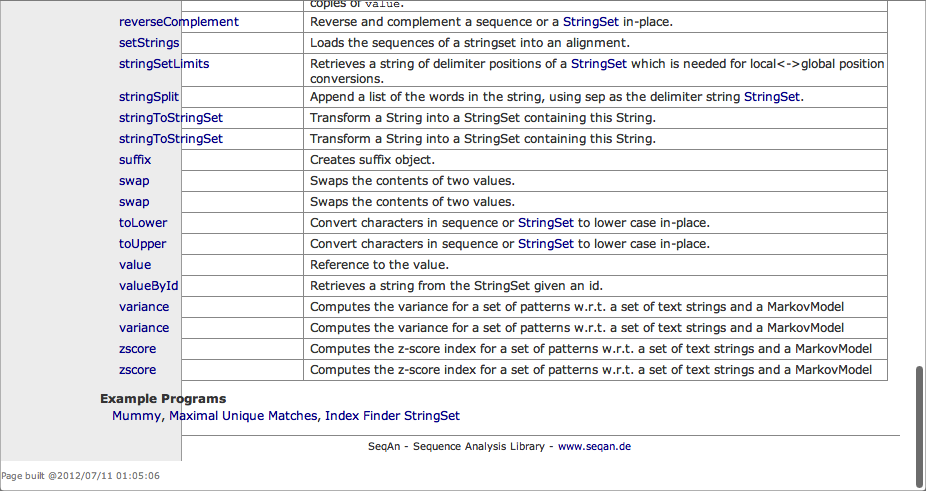 copies of value.
reverseComplement Reverse and complement a sequence or a StringSet in-place.
setStrings Loads the sequences of a stringset into an alignment.
stringSetLimits Retrieves a string of delimiter positions of a StringSet which is needed for local<->global position
conversions.
stringSplit Append a list of the words in the string, using sep as the delimiter string StringSet.
stringToStringSet Transform a String into a StringSet containing this String.
stringToStringSet Transform a String into a StringSet containing this String.
suffix Creates suffix object.
swap Swaps the contents of two values.
swap Swaps the contents of two values.
toLower Convert characters in sequence or StringSet to lower case in-place.
toUpper Convert characters in sequence or StringSet to lower case in-place.
value Reference to the value.
valueById Retrieves a string from the StringSet given an id.
variance Computes the variance for a set of patterns w.r.t. a set of text strings and a MarkovModel
variance Computes the variance for a set of patterns w.r.t. a set of text strings and a MarkovModel
zscore Computes the z-score index for a set of patterns w.r.t. a set of text strings and a MarkovModel
zscore Computes the z-score index for a set of patterns w.r.t. a set of text strings and a MarkovModel
Example Programs
Mummy, Maximal Unique Matches, Index Finder StringSet
SeqAn - Sequence Analysis Library - www.seqan.de
Page built @2012/07/11 01:05:06